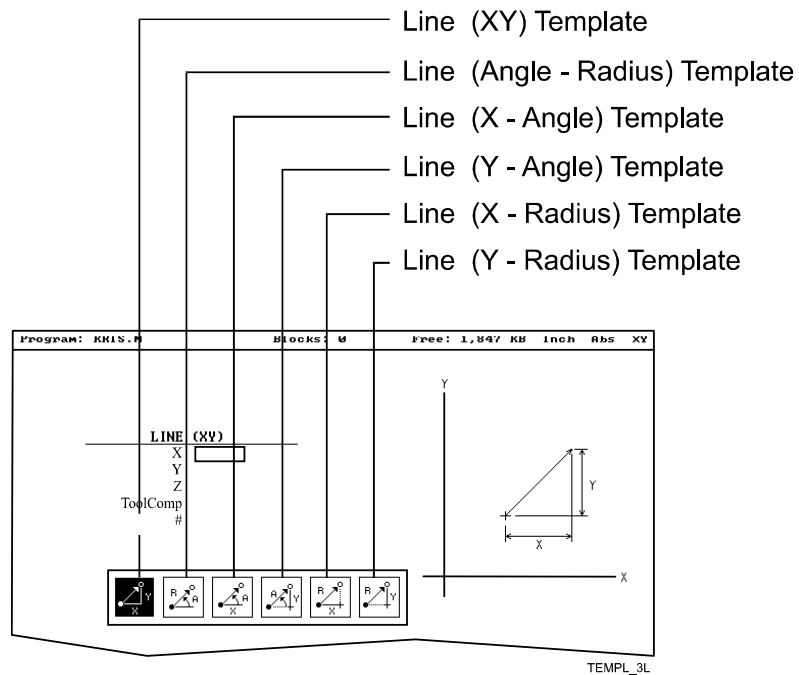 Line (XY) Template
Line (Angle - Radius) Template
Line (X - Angle) Template
Line (Y - Angle) Template
Line (X - Radius) Template
Line (Y - Radius) Template
Program: KRIS.M Blocks: 0 Free: 1,847 KB Inch Abs XY
LINE (XY)
X
Y
Z
ToolComp
#
Y
Y
X
X
Y
X
R A
A
X
A Y
R
X
R Y
TEMPL_3L